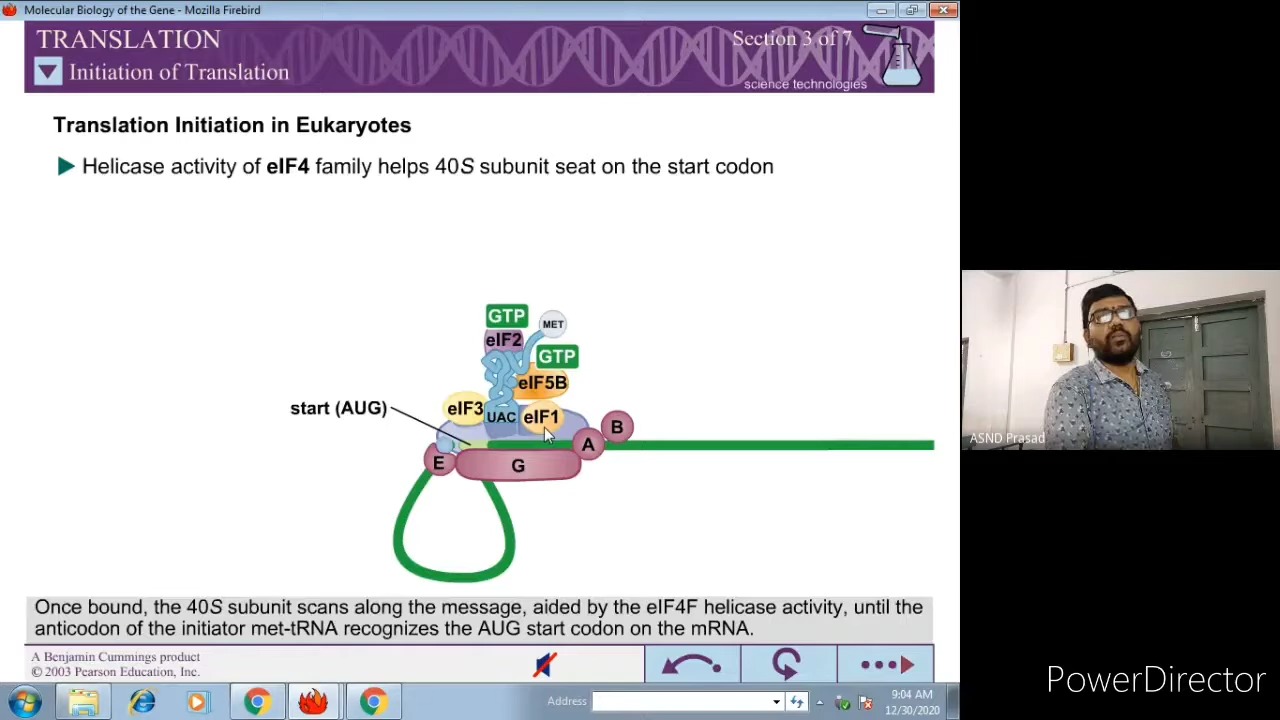 Molecular Biology of the Gene - Mozilla Firebird
TRANSLATION
Section 3 of 7
Initiation of Translation
science technologies
Translation Initiation in Eukaryotes
Helicase activity of eIF4 family helps 40S subunit seat on the start codon
GTP
MET
eIF2
GTP
eIF5B
start (AUG)
eIF3
UAC
eIF1
B
A
E
G
ASND Prasad
Once bound, the 40S subunit scans along the message, aided by the eIF4F helicase activity, until the
anticodon of the initiator met-tRNA recognizes the AUG start codon on the mRNA.
A Benjamin Cummings product
© 2003 Pearson Education, Inc.
PowerDirector
Address
9:04 AM
12/30/2020